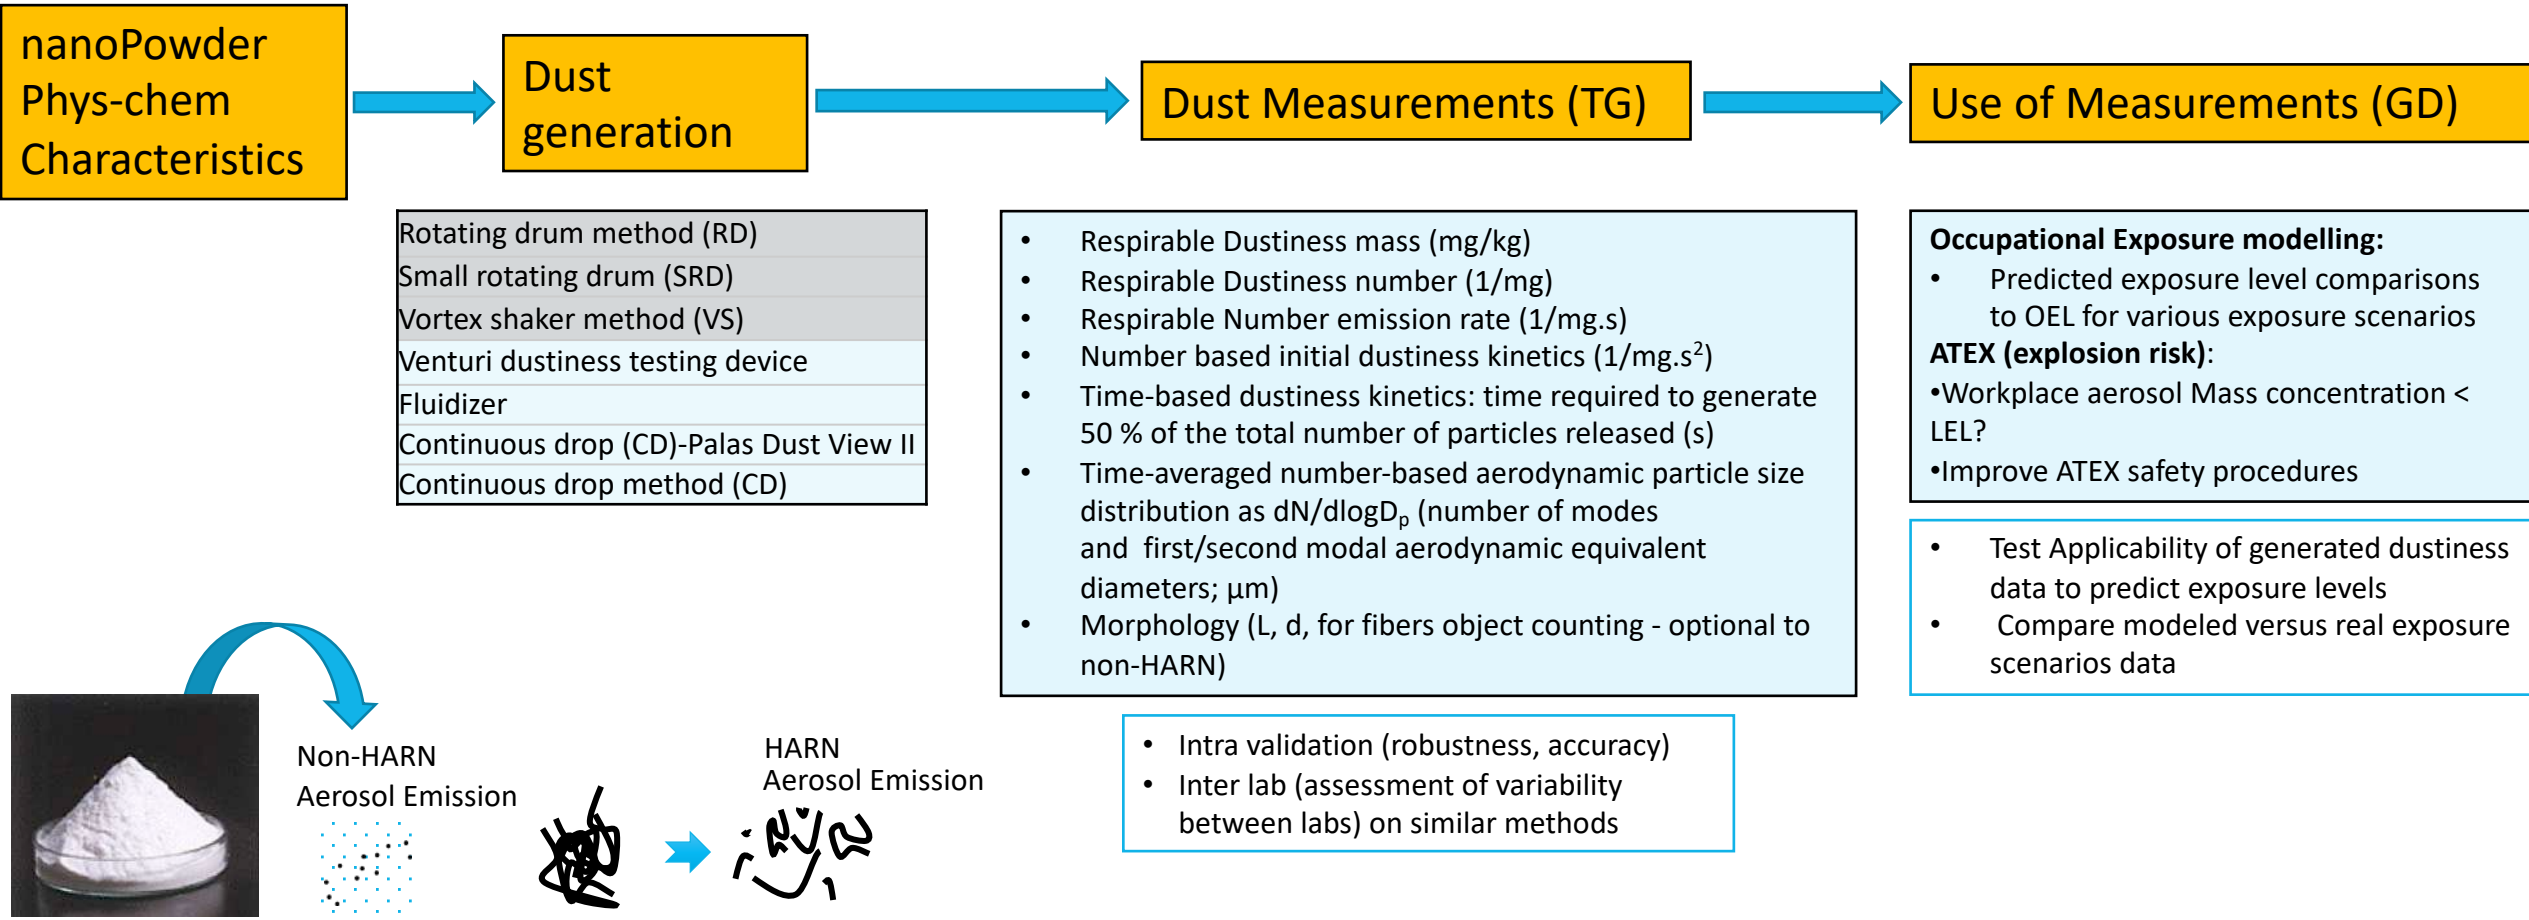 nanoPowder
Phys-chem
Characteristics
Dust
generation
Dust Measurements (TG)
Use of Measurements (GD)
Rotating drum method (RD)
Small rotating drum (SRD)
Vortex shaker method (VS)
Venturi dustiness testing device
Fluidizer
Continuous drop (CD)-Palas Dust View II
Continuous drop method (CD)
• Respirable Dustiness mass (mg/kg)
• Respirable Dustiness number (1/mg)
• Respirable Number emission rate (1/mg.s)
• Number based initial dustiness kinetics (1/mg.s²)
• Time-based dustiness kinetics: time required to generate
50 % of the total number of particles released (s)
• Time-averaged number-based aerodynamic particle size
distribution as dN/dlogDₚ (number of modes
and first/second modal aerodynamic equivalent
diameters; µm)
• Morphology (L, d, for fibers object counting - optional to
non-HARN)
• Intra validation (robustness, accuracy)
• Inter lab (assessment of variability
between labs) on similar methods
Occupational Exposure modelling:
• Predicted exposure level comparisons
to OEL for various exposure scenarios
ATEX (explosion risk):
•Workplace aerosol Mass concentration <
LEL?
•Improve ATEX safety procedures
• Test Applicability of generated dustiness
data to predict exposure levels
• Compare modeled versus real exposure
scenarios data
Non-HARN
Aerosol Emission
HARN
Aerosol Emission